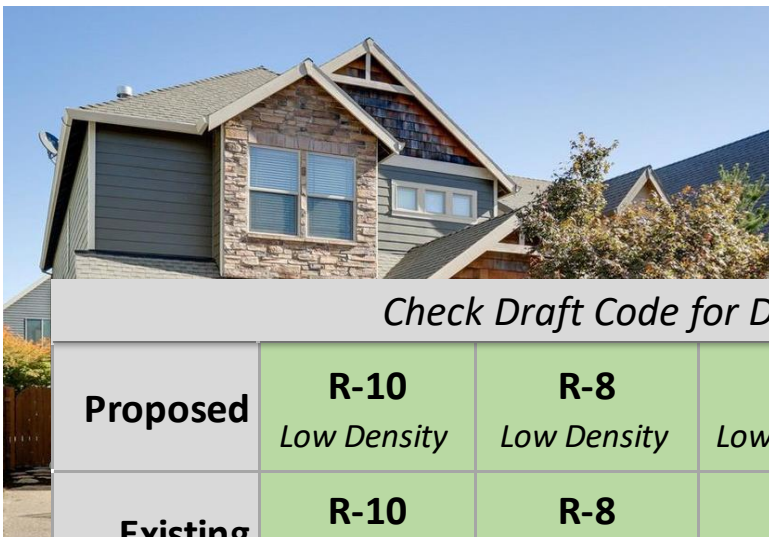 Check Draft Code for D
Proposed
R-10
Low Density
R-8
Low Density
Low
Existing
R-10
R-8